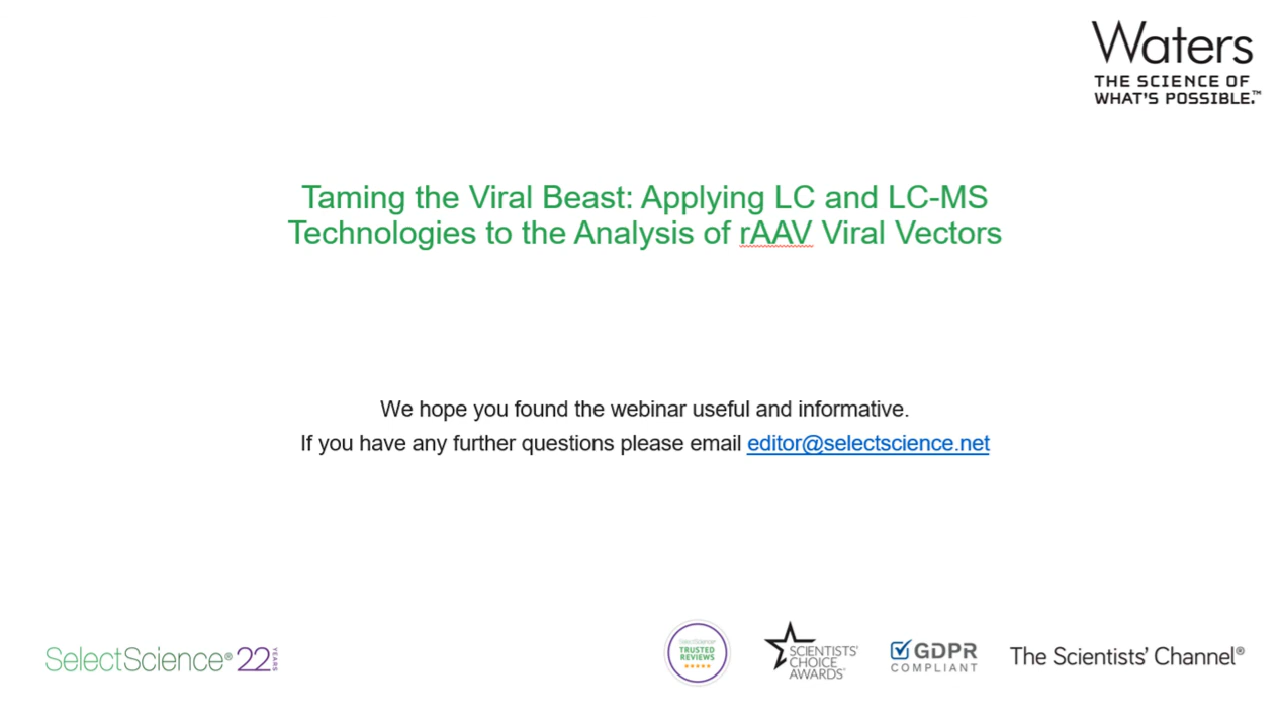 Waters
THE SCIENCE OF
WHAT'S POSSIBLE.™
Taming the Viral Beast: Applying LC and LC-MS
Technologies to the Analysis of rAAV Viral Vectors
We hope you found the webinar useful and informative.
If you have any further questions please email editor@selectscience.net
SelectScience® 22 YEARS
SelectScience
TRUSTED
REVIEWS
SCIENTISTS'
CHOICE
AWARDS
GDPR
COMPLIANT
The Scientists' Channel®